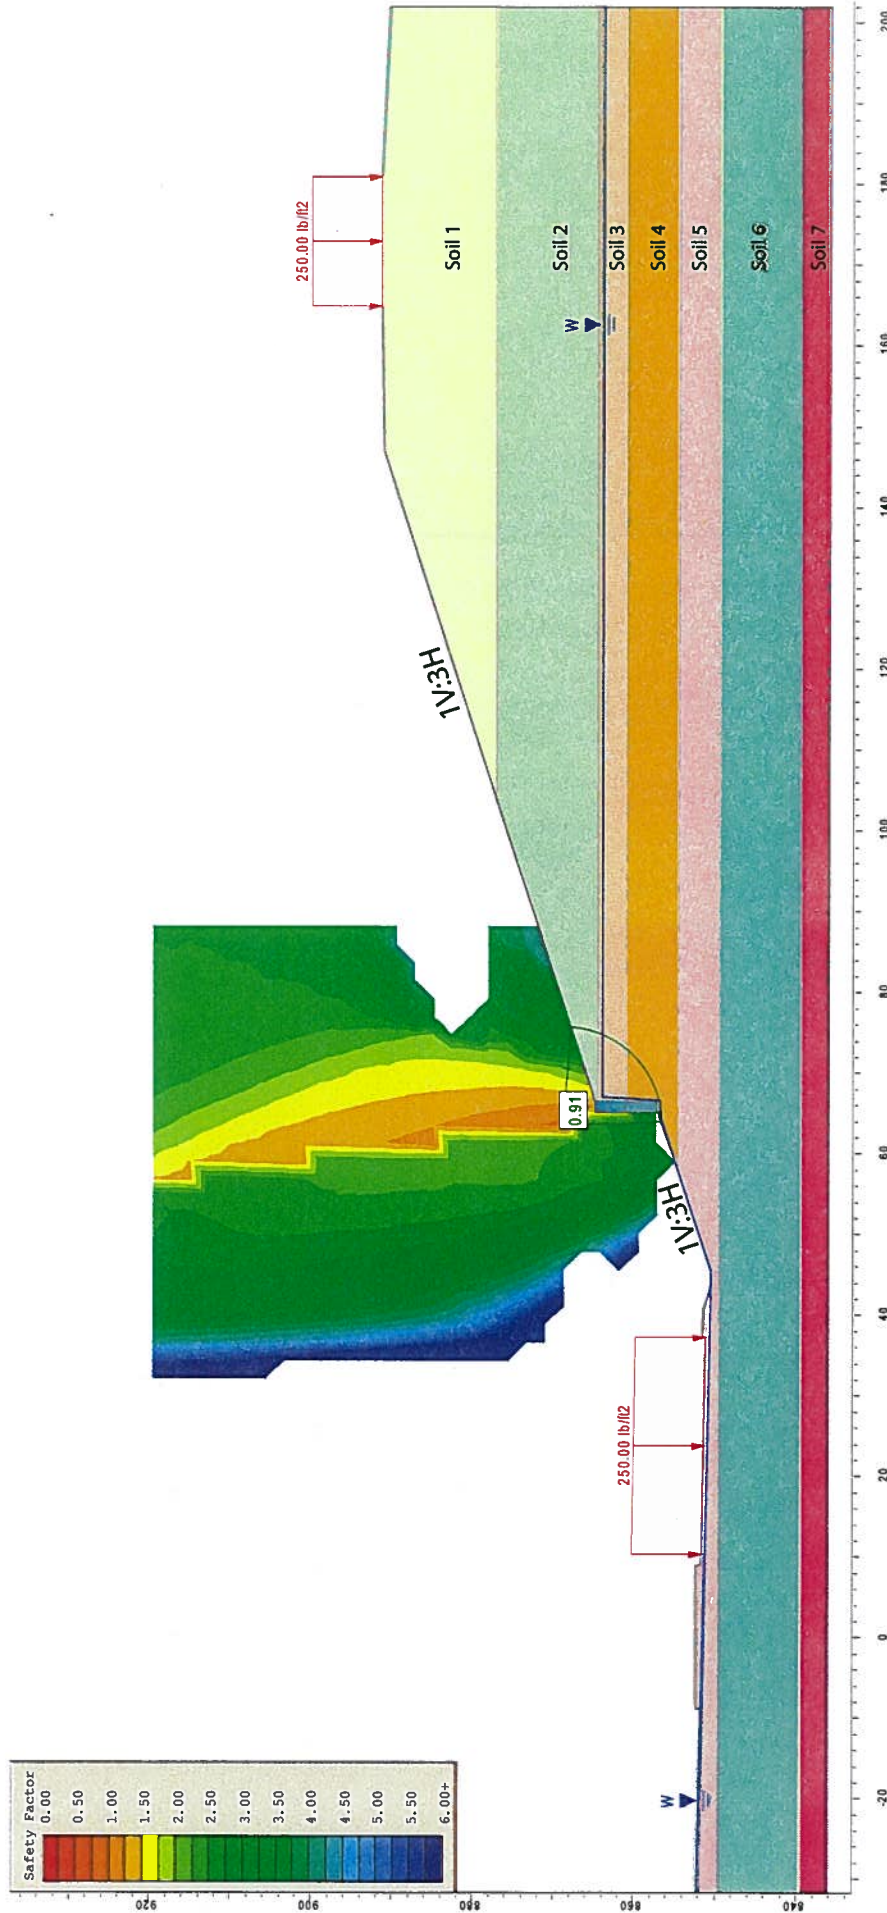 Safety Factor
0.00
0.50
1.00
1.50
2.00
2.50
3.00
3.50
4.00
4.50
5.00
5.50
6.00+
920
900
880
860
840
250.00 lb/ft2
250.00 lb/ft2
1V:3H
1V:3H
0.91
W
W
Soil 1
Soil 2
Soil 3
Soil 4
Soil 5
Soil 6
Soil 7
-20
0
20
40
60
80
100
120
140
160
180
200